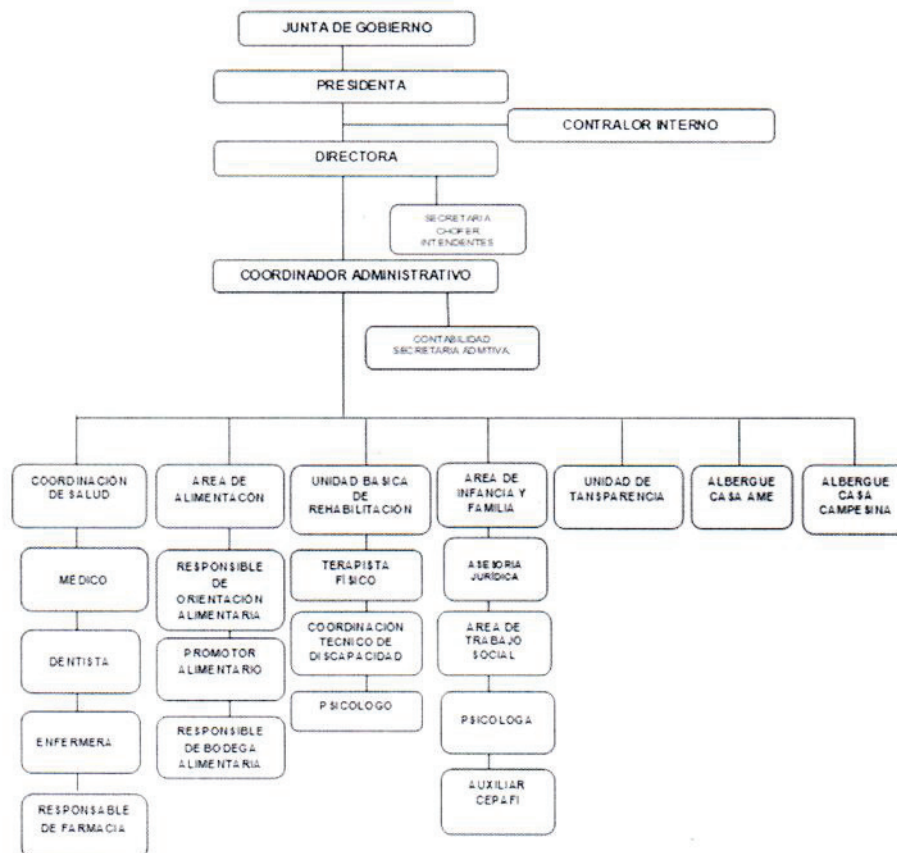 JUNTA DE GOBIERNO
PRESIDENTA
CONTRALOR INTERNO
DIRECTORA
SECRETARIA
CHOFER
INTENDENTES
COORDINADOR ADMINISTRATIVO
CONTABILIDAD
SECRETARIA ADMTIVA.
COORDINACIÓN
DE SALUD
AREA DE
ALIMENTACÓN
UNIDAD BASICA
DE
REHABILITACIÓN
AREA DE
INFANCIA Y
FAMILIA
UNIDAD DE
TANSPARENCIA
ALBERGUE
CASA AME
ALBERGUE
CASA
CAMPESINA
MÉDICO
DENTISTA
ENFERMERA
RESPONSABLE
DE FARMACIA
RESPONSABLE
DE
ORIENTACIÓN
ALIMENTARIA
PROMOTOR
ALIMENTARIO
RESPONSABLE
DE BODEGA
ALIMENTARIA
TERAPISTA
FÍSICO
COORDINACIÓN
TECNICO DE
DISCAPACIDAD
PSICOLOGO
ASESORIA
JURÍDICA
AREA DE
TRABAJO
SOCIAL
PSICOLOGA
AUXILIAR
CEPAFI